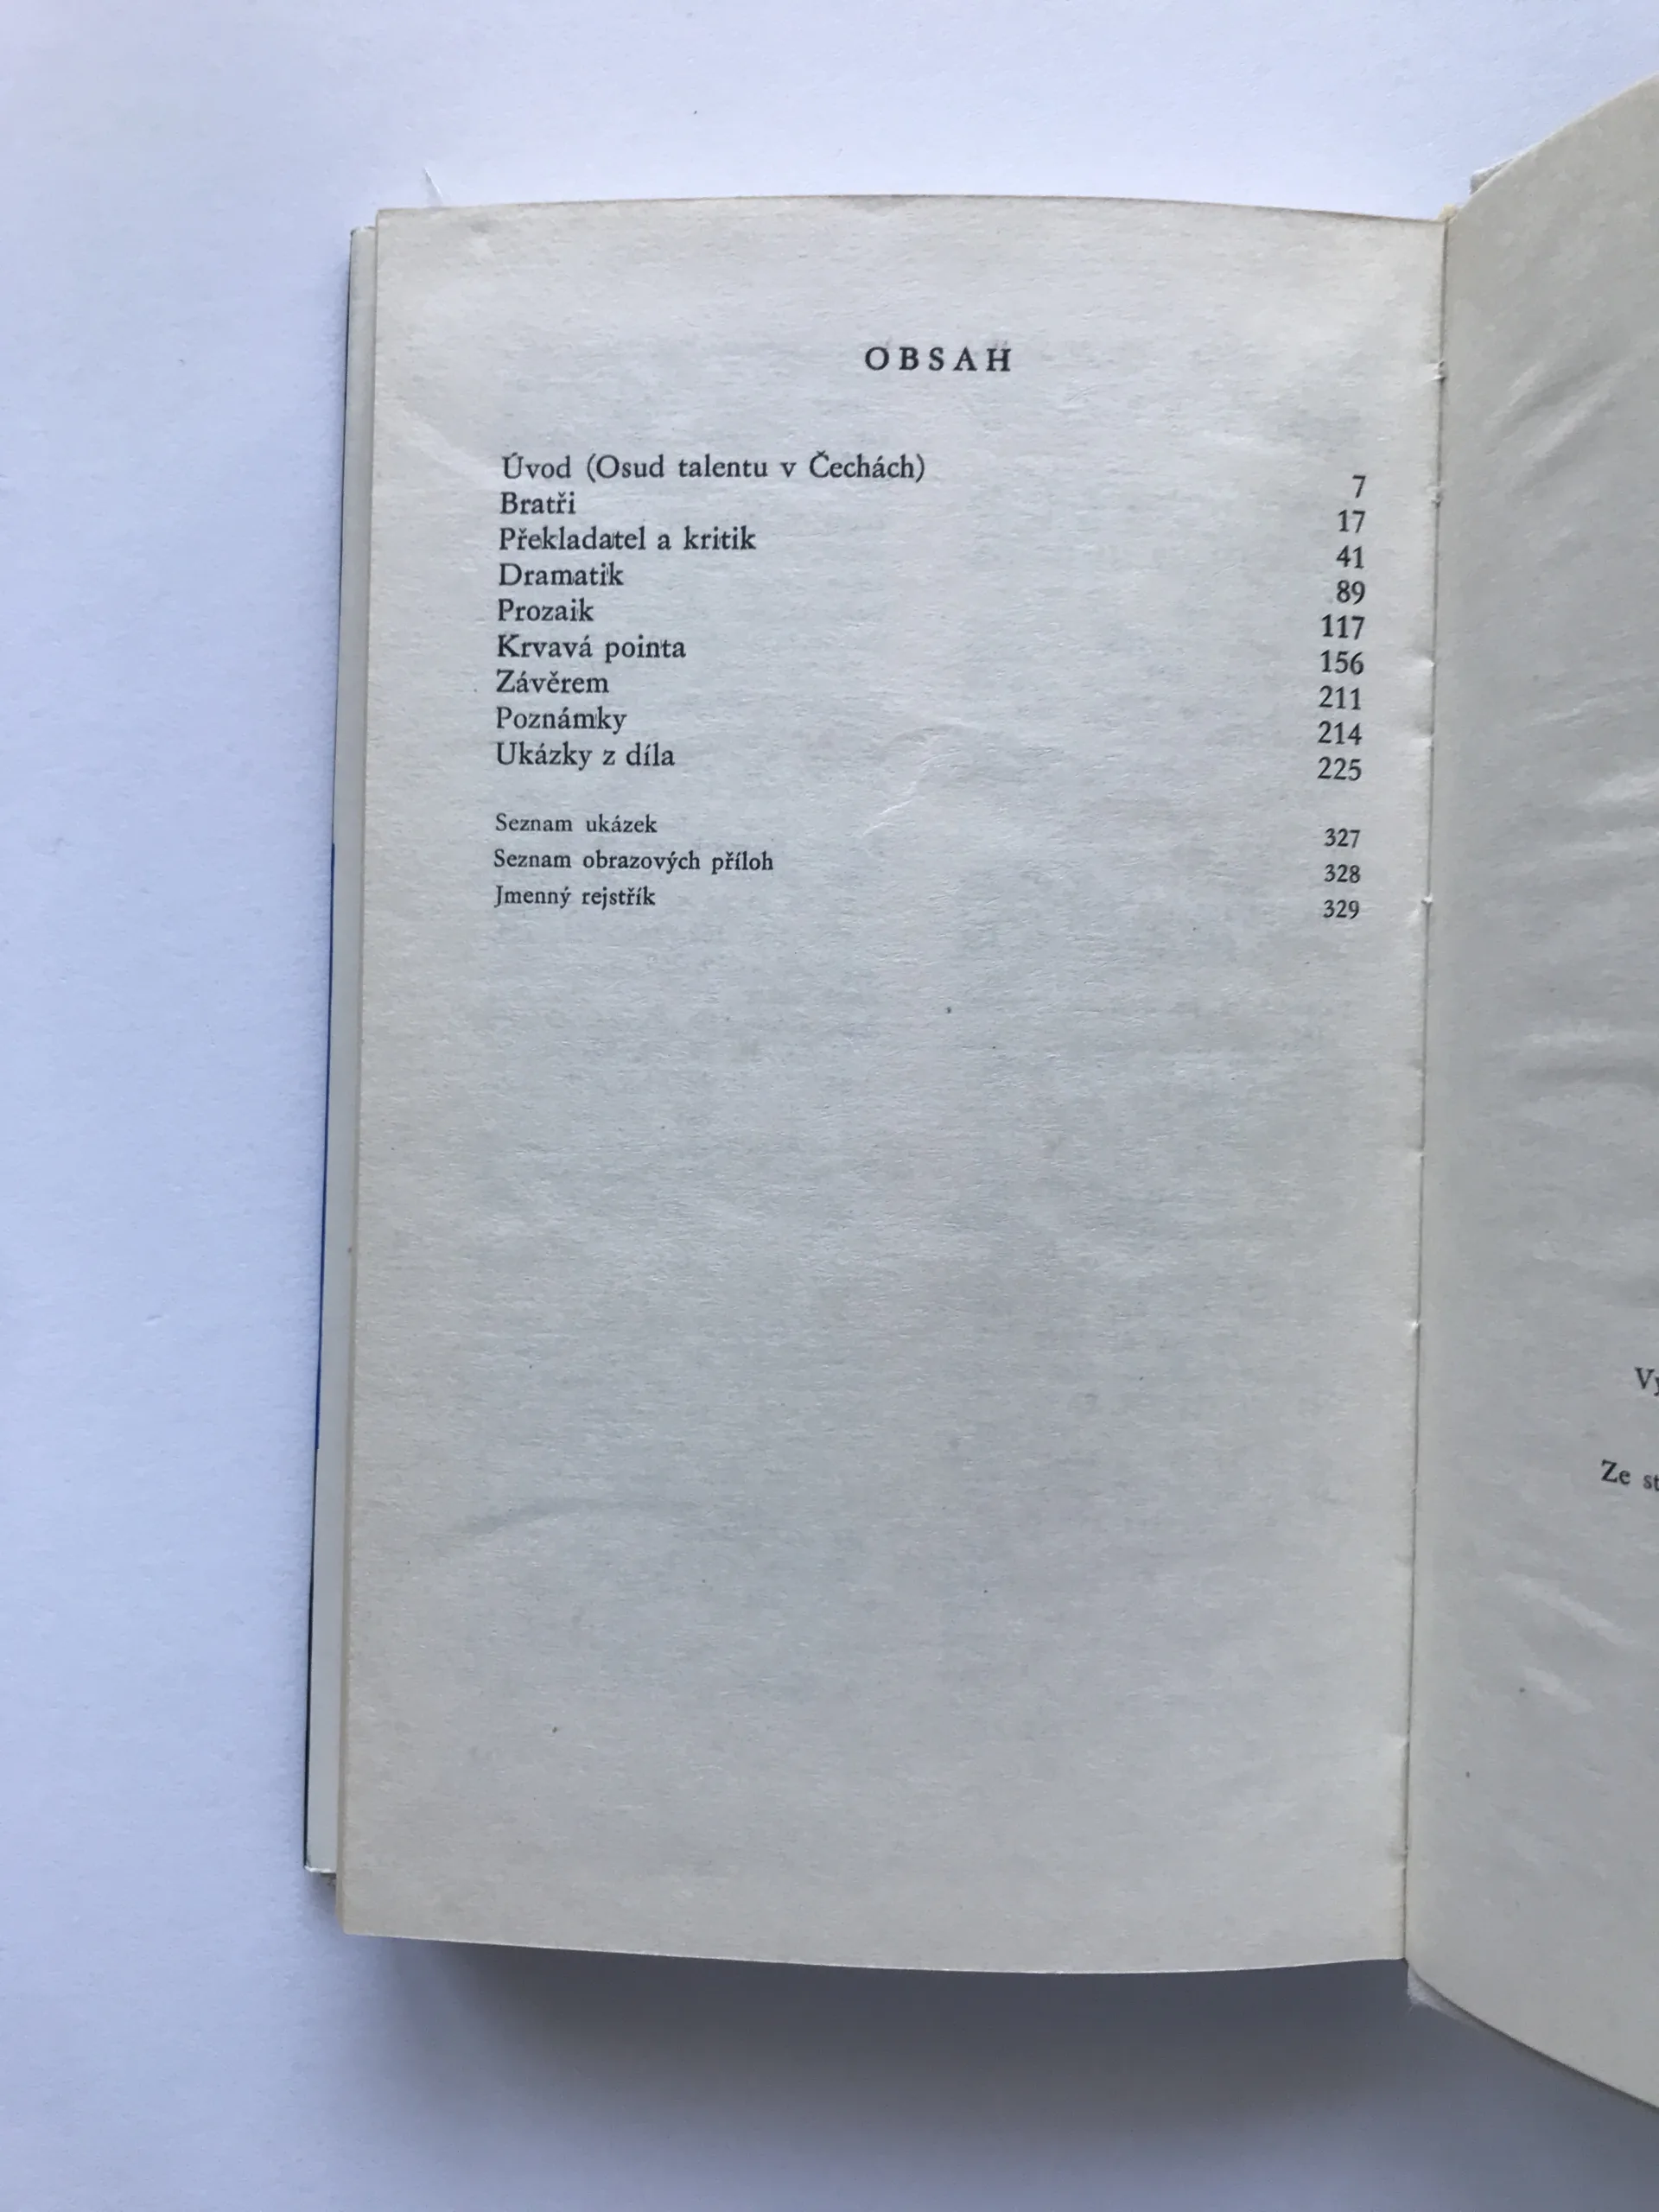 OBSAH
Úvod (Osud talentu v Čechách) 7
Bratři 17
Překladatel a kritik 41
Dramatik 89
Prozaik 117
Krvavá pointa 156
Závěrem 211
Poznámky 214
Ukázky z díla 225
Seznam ukázek 327
Seznam obrazových příloh 328
Jmenný rejstřík 329
Ze